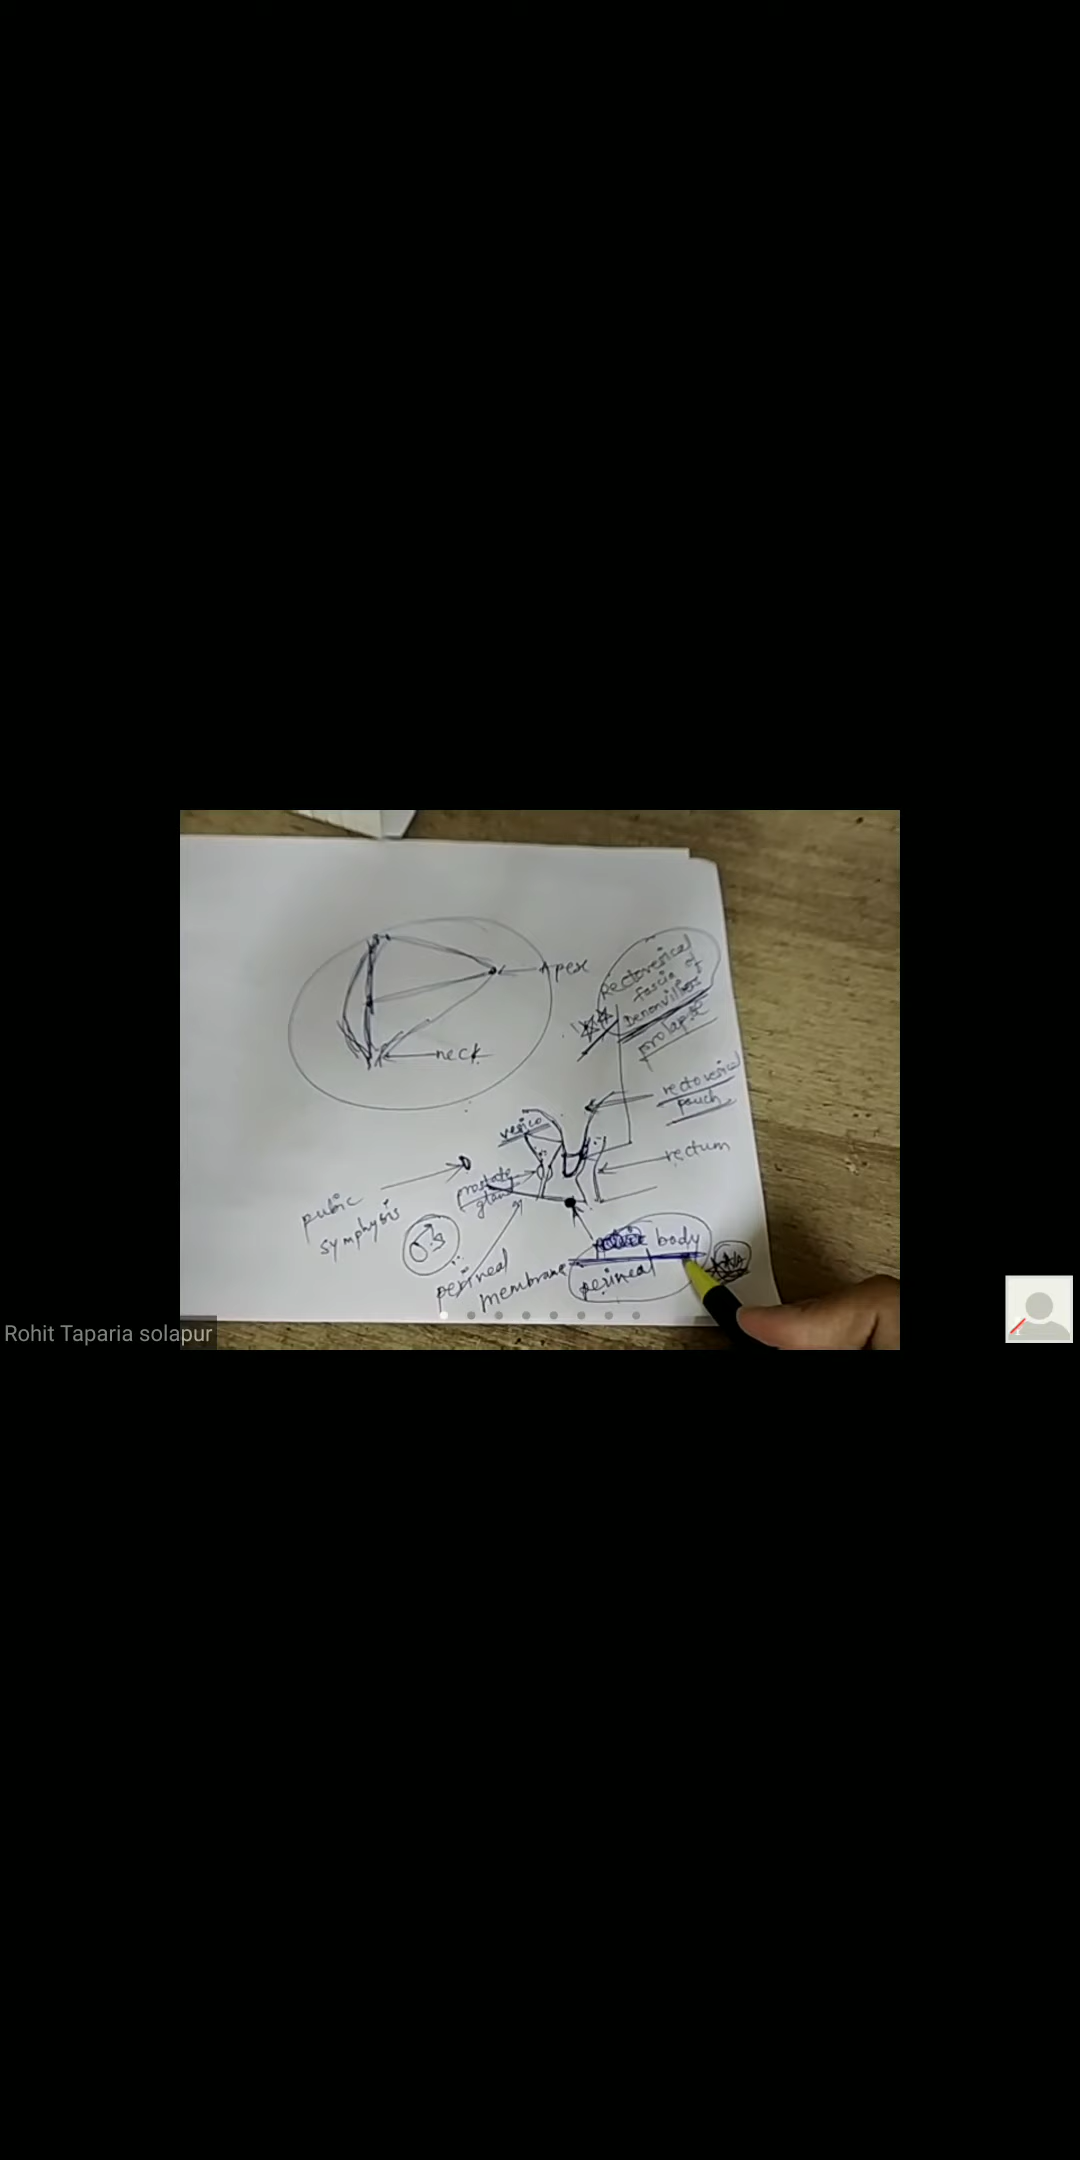 Apex
neck
Rectovesical
fascia of
Denonvilliers
prolapse
rectovesical
pouch
vesico
rectum
prostate
gland
pubic
symphysis
body
perineal
perineal
membrane
Rohit Taparia solapur